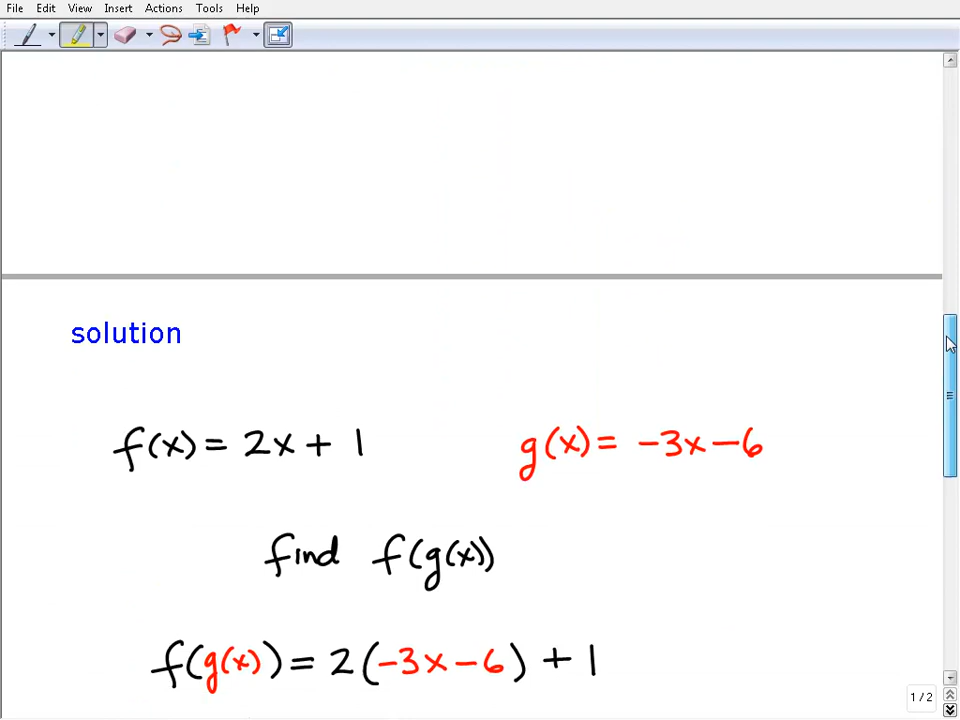 File Edit View Insert Actions Tools Help
solution
f(x) = 2x + 1
g(x) = -3x - 6
find f(g(x))
f(g(x)) = 2(-3x - 6) + 1
1 / 2